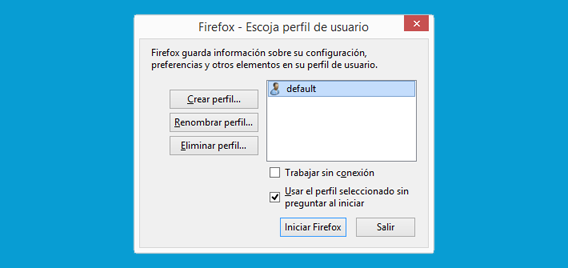 Firefox - Escoja perfil de usuario
Firefox guarda información sobre su configuración,
preferencias y otros elementos en su perfil de usuario.
Crear perfil...
Renombrar perfil...
Eliminar perfil...
default
Trabajar sin conexión
Usar el perfil seleccionado sin
preguntar al iniciar
Iniciar Firefox
Salir